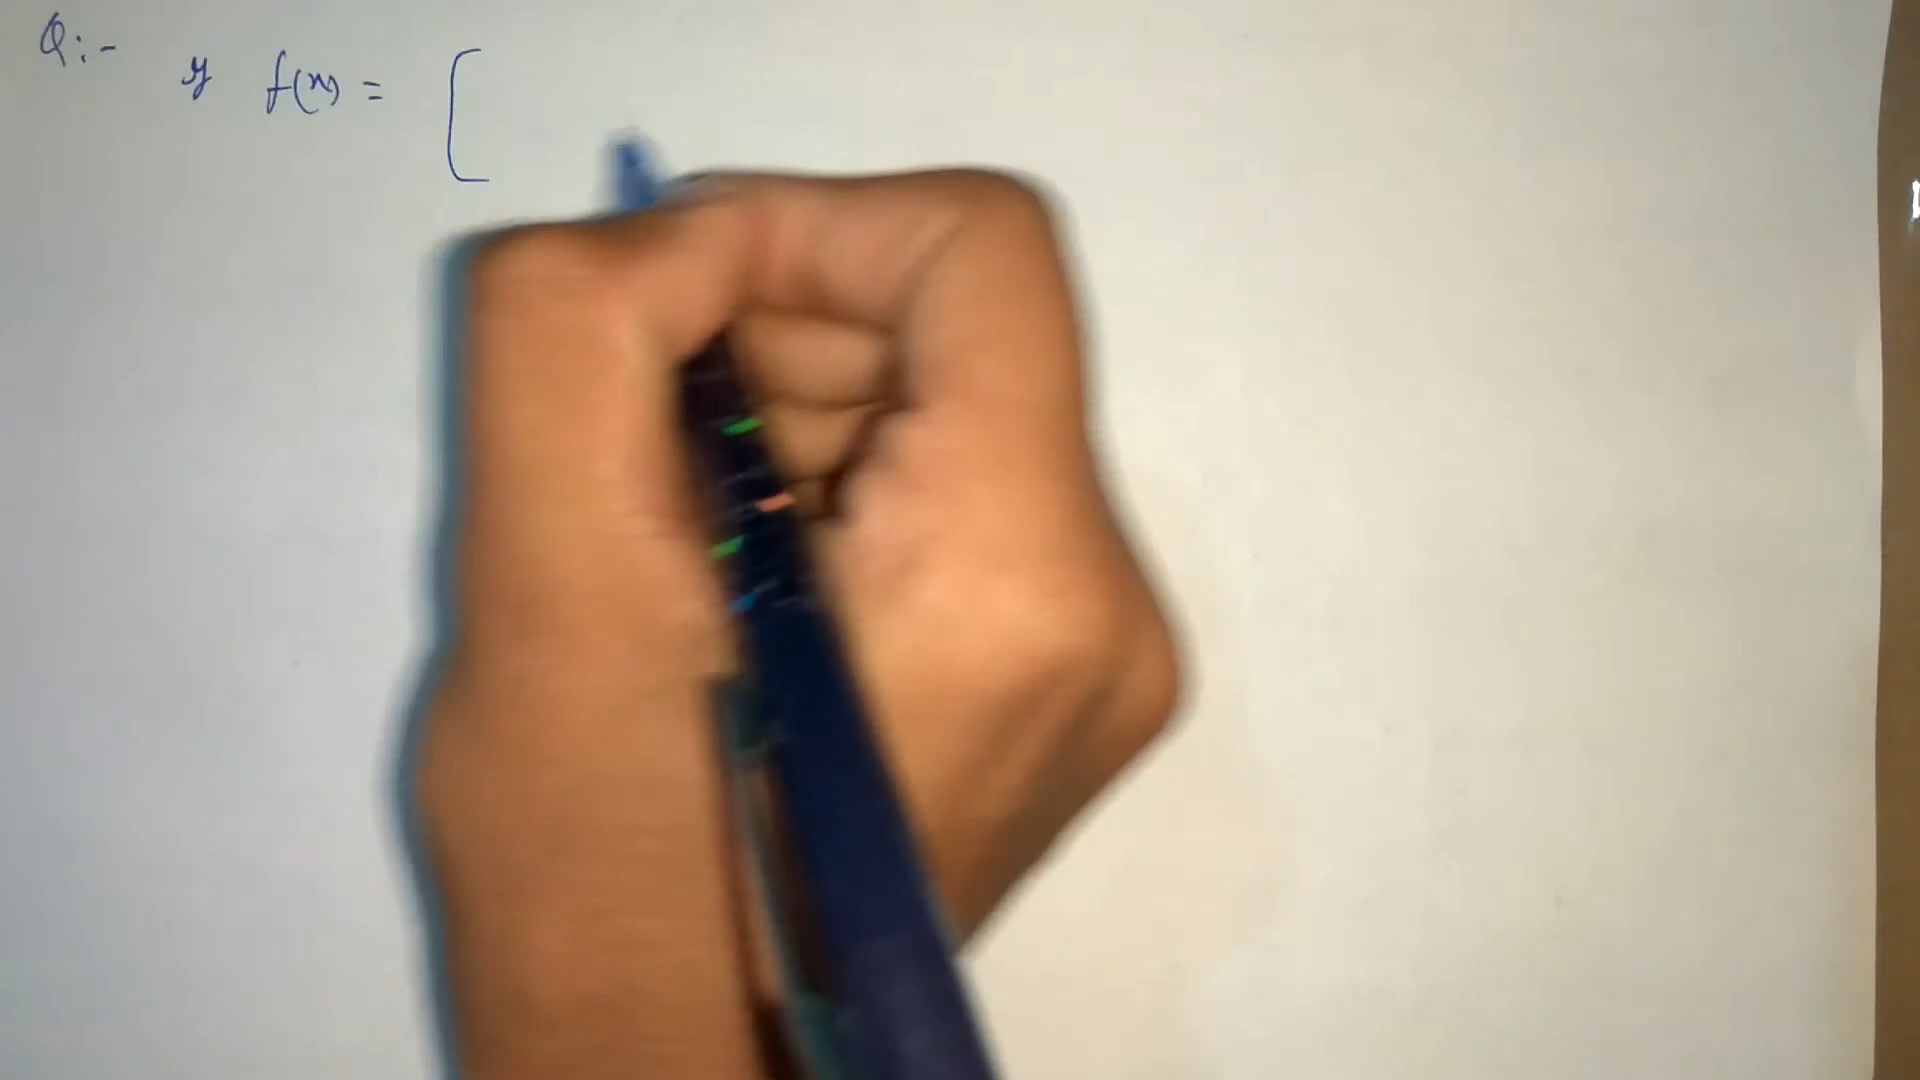 Q:- If f(x) = [